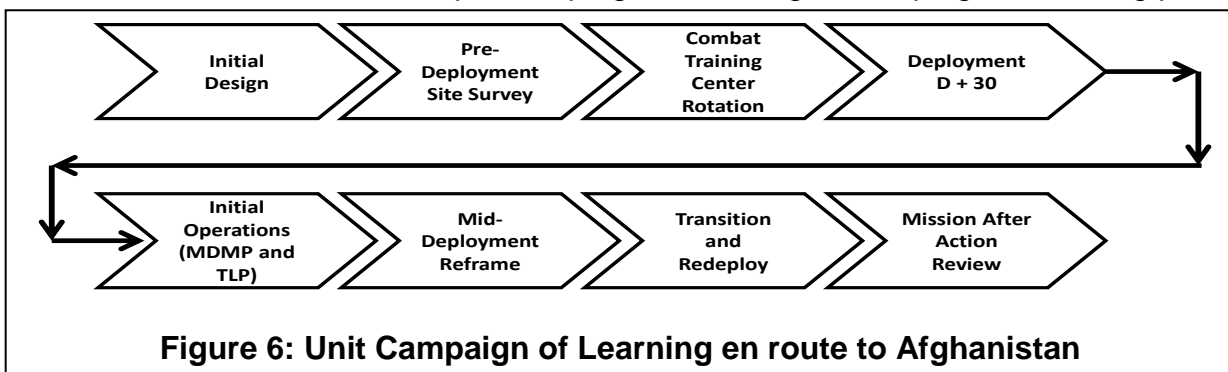 Initial
Design
Pre-
Deployment
Site Survey
Combat
Training
Center
Rotation
Deployment
D + 30
Initial
Operations
(MDMP and
TLP)
Mid-
Deployment
Reframe
Transition
and
Redeploy
Mission After
Action
Review
Figure 6: Unit Campaign of Learning en route to Afghanistan